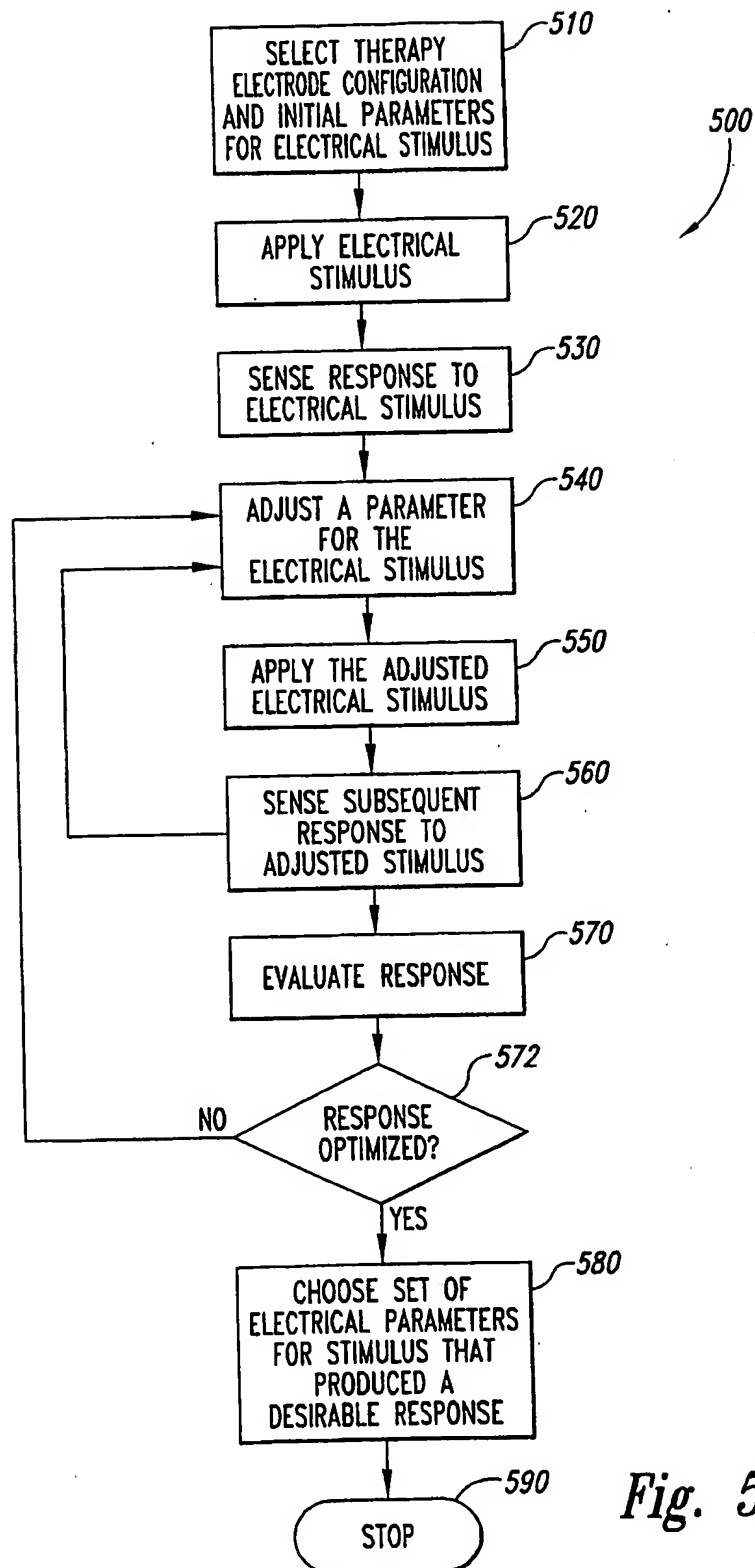 510
SELECT THERAPY
ELECTRODE CONFIGURATION
AND INITIAL PARAMETERS
FOR ELECTRICAL STIMULUS
500
520
APPLY ELECTRICAL
STIMULUS
530
SENSE RESPONSE TO
ELECTRICAL STIMULUS
540
ADJUST A PARAMETER
FOR THE
ELECTRICAL STIMULUS
550
APPLY THE ADJUSTED
ELECTRICAL STIMULUS
560
SENSE SUBSEQUENT
RESPONSE TO
ADJUSTED STIMULUS
570
EVALUATE RESPONSE
572
NO
RESPONSE
OPTIMIZED?
YES
580
CHOOSE SET OF
ELECTRICAL PARAMETERS
FOR STIMULUS THAT
PRODUCED A
DESIRABLE RESPONSE
590
STOP
Fig. 5